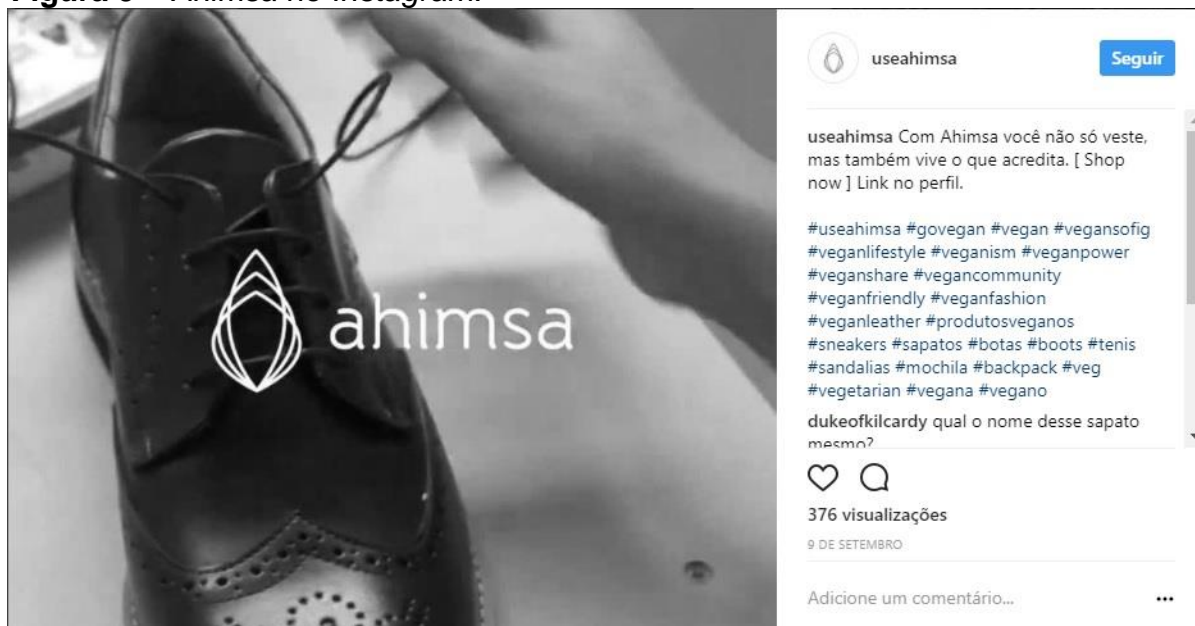 Figura 3 – Ahimsa no Instagram.
useahimsa
Seguir
ahimsa
useahimsa Com Ahimsa você não só veste,
mas também vive o que acredita. [ Shop
now ] Link no perfil.
#useahimsa #govegan #vegan #vegansofig
#veganlifestyle #veganism #veganpower
#veganshare #vegancommunity
#veganfriendly #veganfashion
#veganleather #produtosveganos
#sneakers #sapatos #botas #boots #tenis
#sandalias #mochila #backpack #veg
#vegetarian #vegana #vegano
dukeofkilcardy qual o nome desse sapato
mesmo?
376 visualizações
9 DE SETEMBRO
Adicione um comentário...